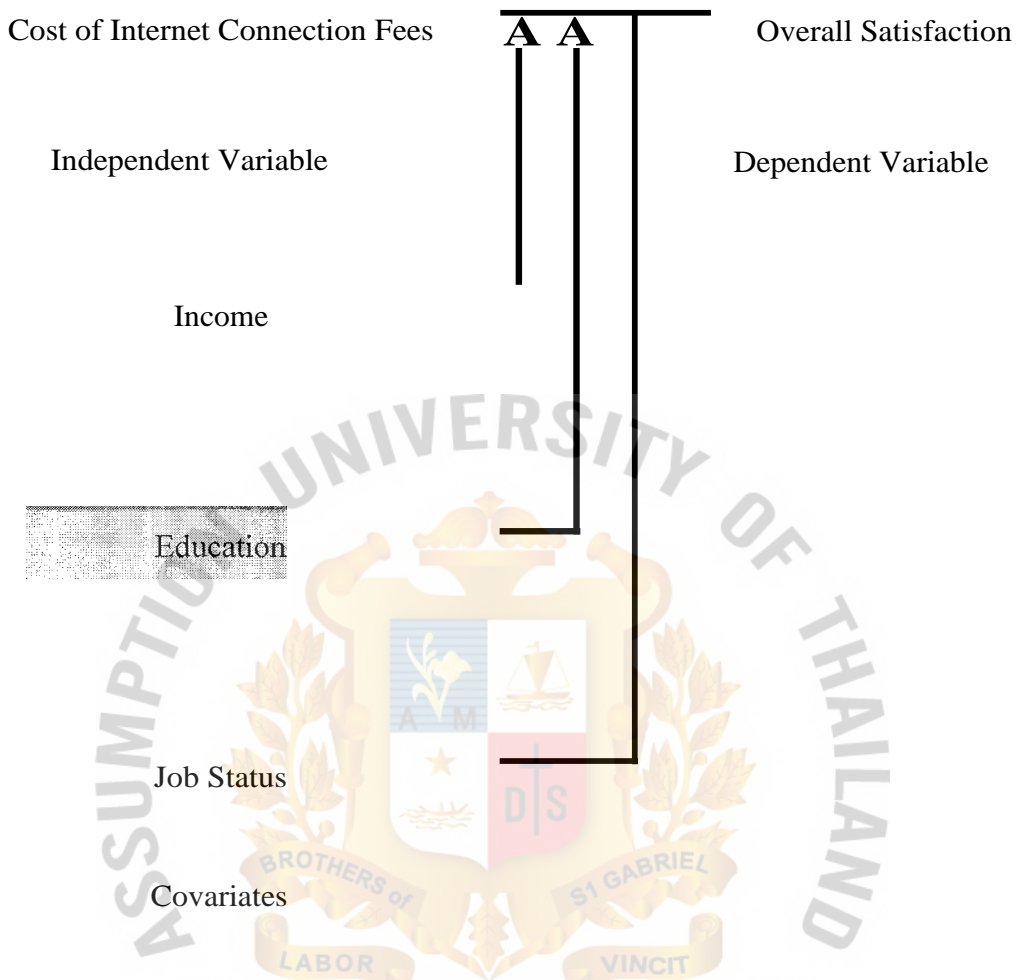 Cost of Internet Connection Fees A A Overall Satisfaction
Independent Variable Dependent Variable
Income
Education
Job Status
Covariates
ASSUMPTION UNIVERSITY OF THAILAND
A M
D S
BROTHERS of S1 GABRIEL
LABOR VINCIT